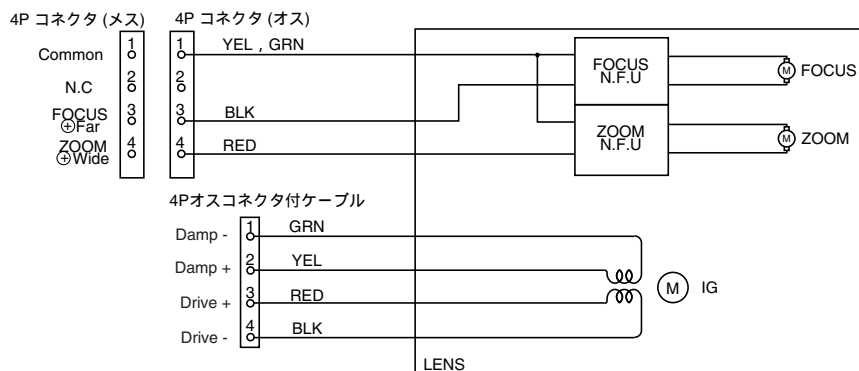 4P コネクタ (メス)
4P コネクタ (オス)
Common
1
1
YEL , GRN
N.C
2
2
FOCUS
⊕Far
3
3
BLK
ZOOM
⊕Wide
4
4
RED
FOCUS
N.F.U
M
FOCUS
ZOOM
N.F.U
M
ZOOM
4Pオスコネクタ付ケーブル
Damp -
1
GRN
Damp +
2
YEL
Drive +
3
RED
Drive -
4
BLK
M
IG
LENS